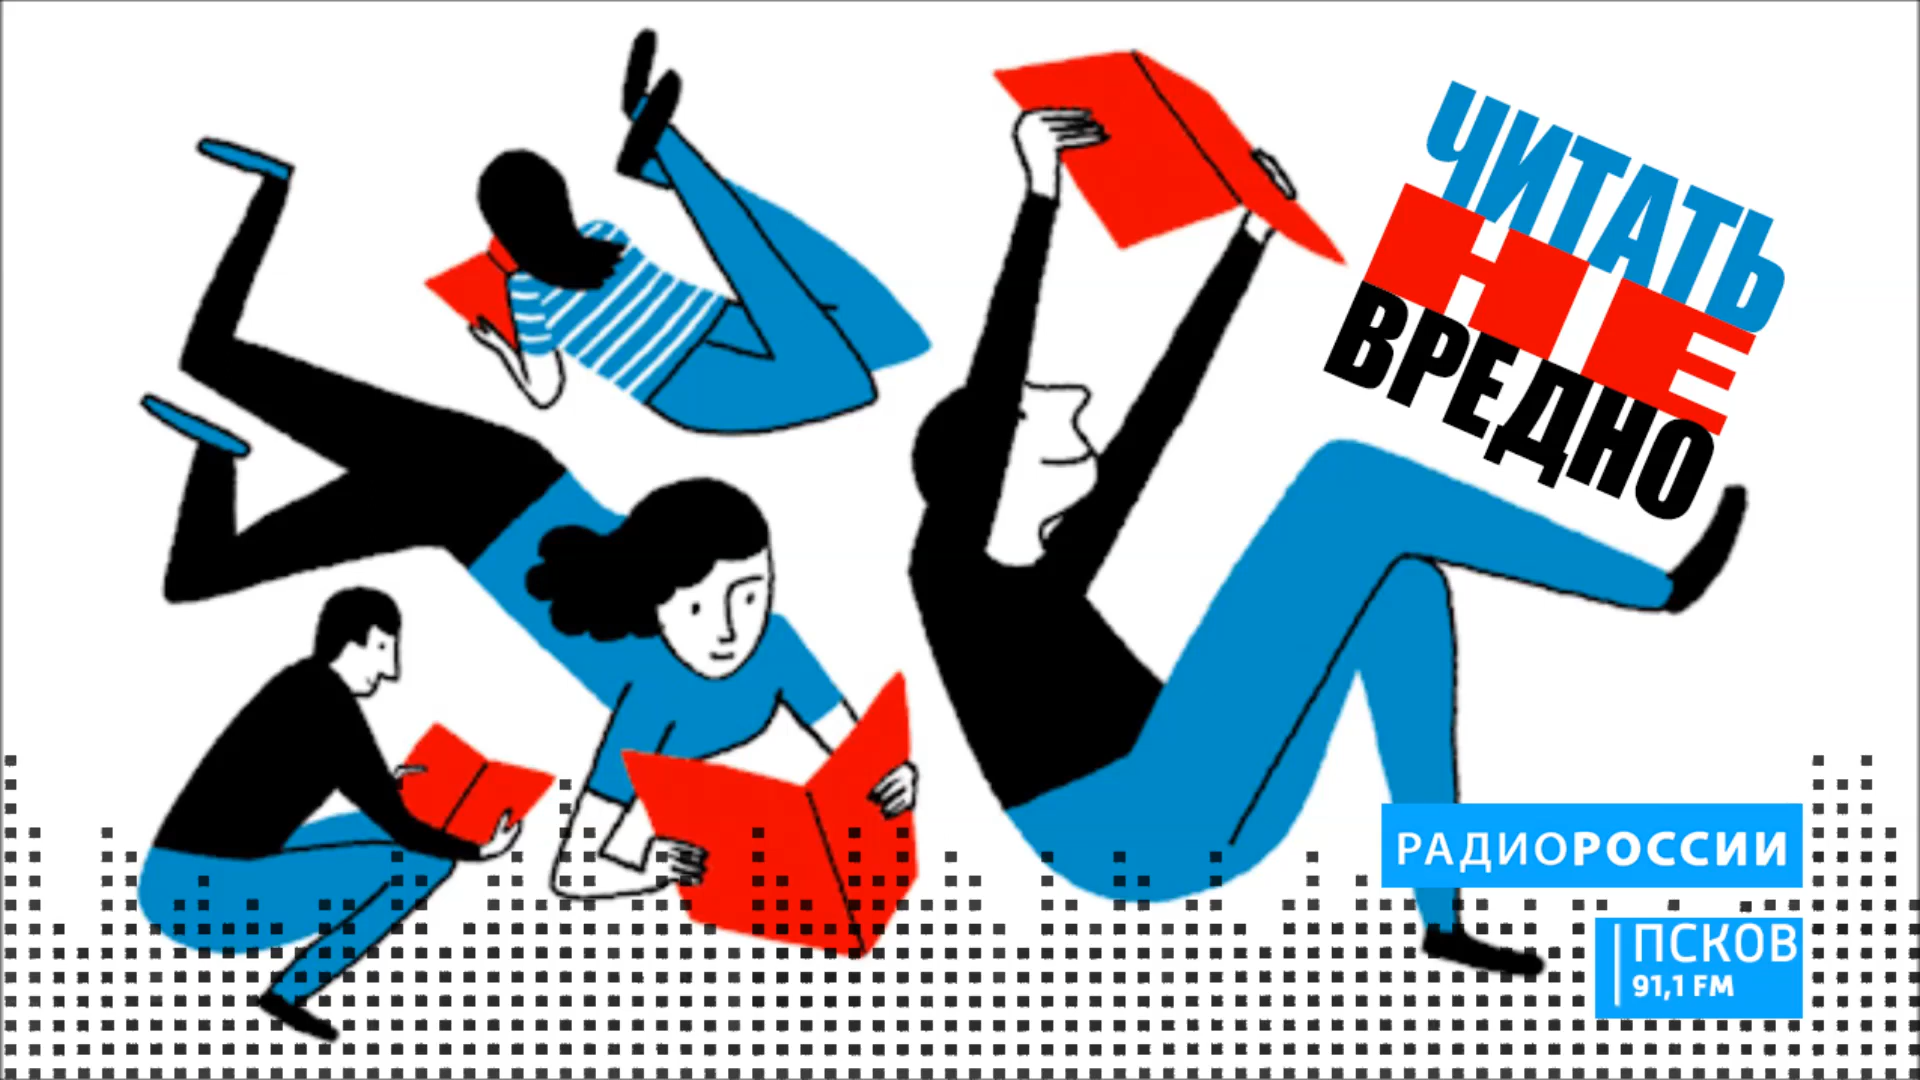 ЧИТАТЬ
НЕ
ВРЕДНО
РАДИОРОССИИ
ПСКОВ
91,1 FM